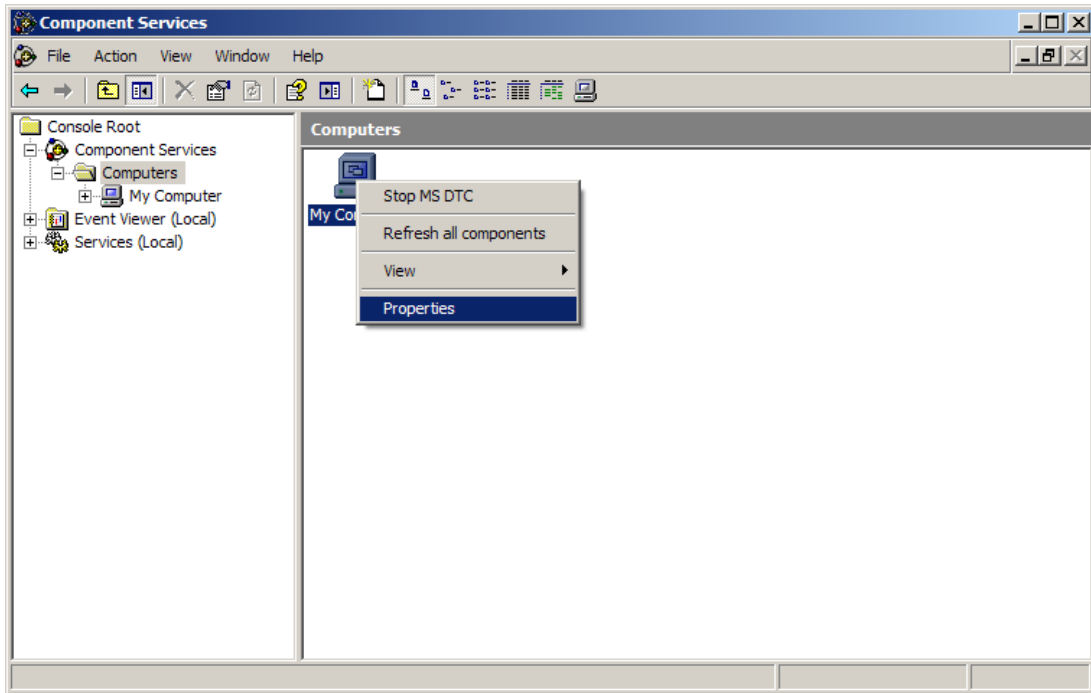 Component Services
File Action View Window Help
Console Root
Component Services
Computers
My Computer
Event Viewer (Local)
Services (Local)
Computers
My Co
Stop MS DTC
Refresh all components
View
Properties